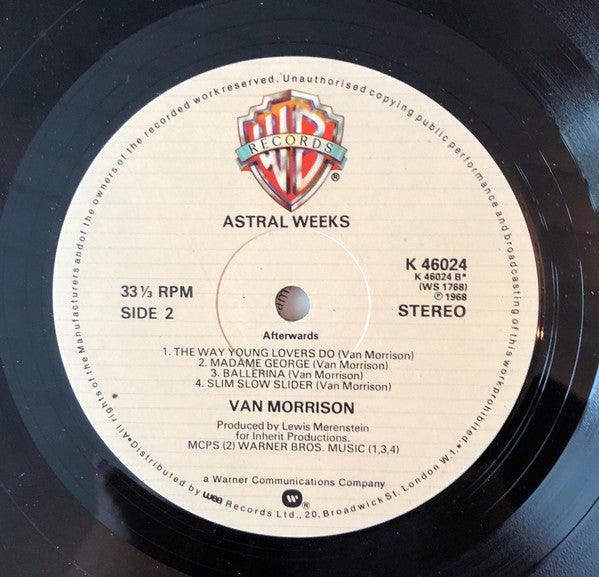 •All rights of the Manufacturers and of the owners of the recorded work reserved. Unauthorised copying public performance and broadcasting of this work prohibited•
WB
RECORDS
®
ASTRAL WEEKS
K 46024
K 46024 B*
(WS 1768)
℗ 1968
STEREO
33⅓ RPM
SIDE 2
Afterwards
1. THE WAY YOUNG LOVERS DO (Van Morrison)
2. MADAME GEORGE (Van Morrison)
3. BALLERINA (Van Morrison)
4. SLIM SLOW SLIDER (Van Morrison)
VAN MORRISON
Produced by Lewis Merenstein
for Inherit Productions.
MCPS (2) WARNER BROS. MUSIC (1,3,4)
a Warner Communications Company
®
Distributed by wea Records Ltd., 20, Broadwick St. London W.1.